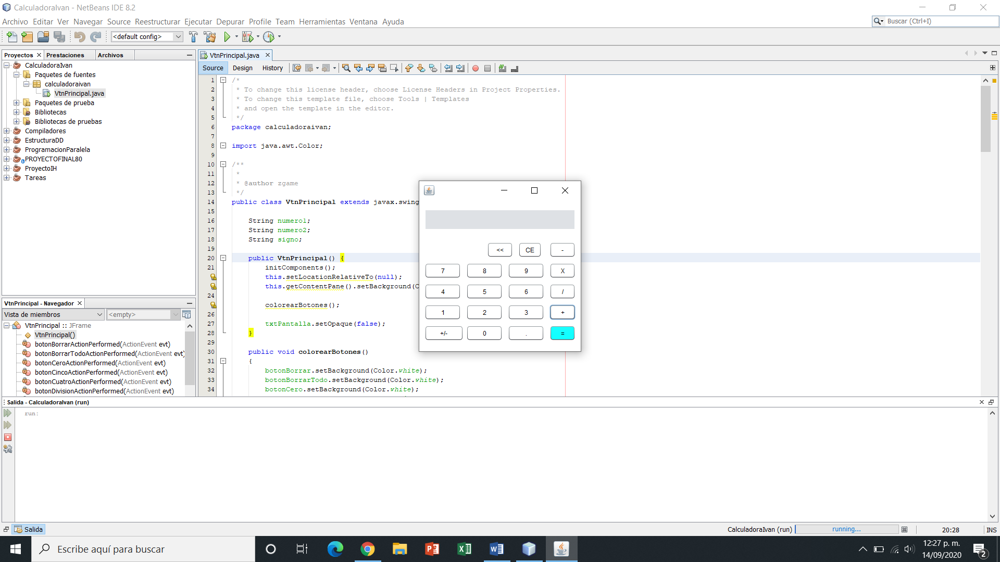 CalculadoraIvan - NetBeans IDE 8.2
Archivo Editar Ver Navegar Source Reestructurar Ejecutar Depurar Profile Team Herramientas Ventana Ayuda
Buscar (Ctrl+I)
<default config>
Proyectos Prestaciones Archivos
CalculadoraIvan
Paquetes de fuentes
calculadoraivan
VtnPrincipal.java
Paquetes de prueba
Bibliotecas
Bibliotecas de pruebas
Compiladores
EstructuraDD
ProgramacionParalela
PROYECTOFINAL80
ProyectoIH
Tareas
VtnPrincipal - Navegador
Vista de miembros <empty>
VtnPrincipal :: JFrame
VtnPrincipal()
botonBorrarActionPerformed(ActionEvent evt)
botonBorrarTodoActionPerformed(ActionEvent evt)
botonCeroActionPerformed(ActionEvent evt)
botonCincoActionPerformed(ActionEvent evt)
botonCuatroActionPerformed(ActionEvent evt)
botonDivisionActionPerformed(ActionEvent evt)
VtnPrincipal.java
Source Design History
1 /*
2 * To change this license header, choose License Headers in Project Properties.
3 * To change this template file, choose Tools | Templates
4 * and open the template in the editor.
5 */
6 package calculadoraivan;
7
8 import java.awt.Color;
9
10 /**
11 *
12 * @author zgame
13 */
14 public class VtnPrincipal extends javax.swing
15
16 String numero1;
17 String numero2;
18 String signo;
19
20 public VtnPrincipal() {
21 initComponents();
this.setLocationRelativeTo(null);
this.getContentPane().setBackground(C
24
colorearBotones();
26
27 txtPantalla.setOpaque(false);
28 }
29
30 public void colorearBotones()
31 {
32 botonBorrar.setBackground(Color.white);
33 botonBorrarTodo.setBackground(Color.white);
34 botonCero.setBackground(Color.white);
<< CE -
7 8 9 X
4 5 6 /
1 2 3 +
+/- 0 . =
Salida - CalculadoraIvan (run)
run:
Salida
CalculadoraIvan (run) running... 20:28 INS
Escribe aquí para buscar
12:27 p. m.
14/09/2020
2